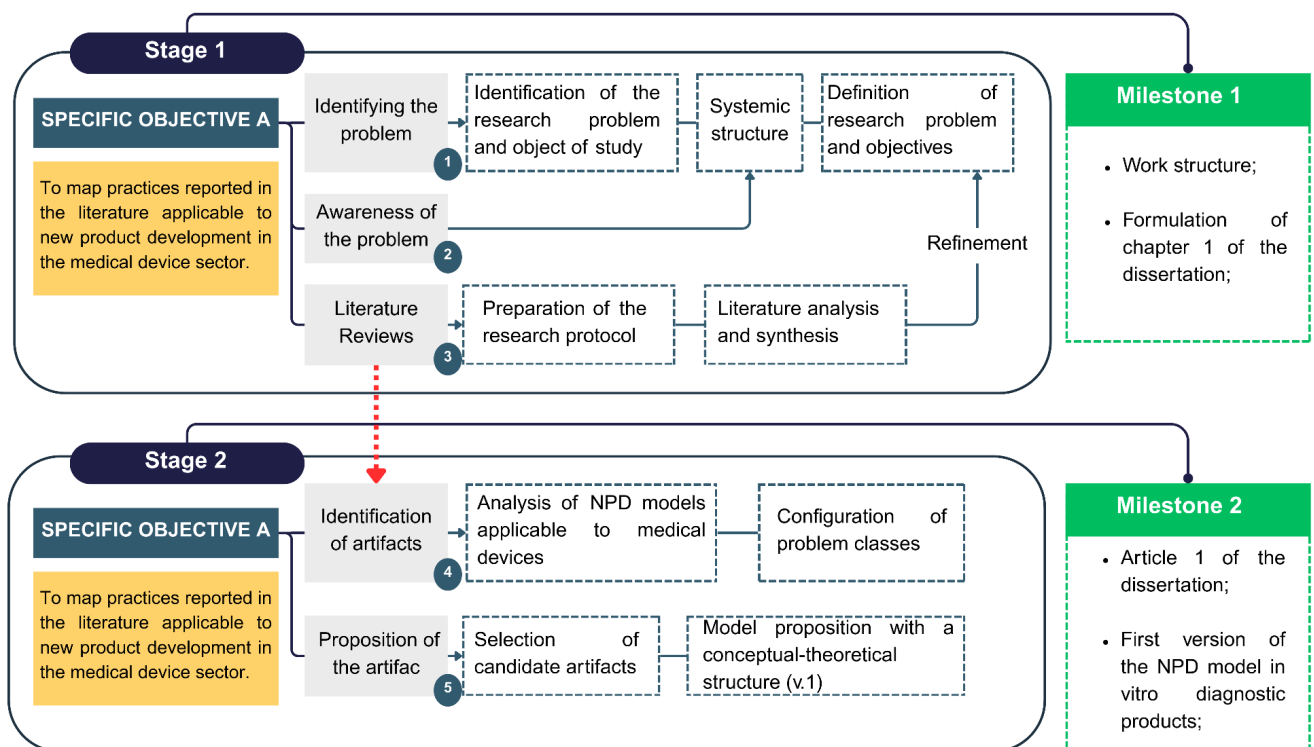 Stage 1
SPECIFIC OBJECTIVE A
To map practices reported in
the literature applicable to
new product development in
the medical device sector.
Identifying the
problem
1
Identification of the
research problem
and object of study
Systemic
structure
Definition of
research problem
and objectives
Awareness of
the problem
2
Refinement
Literature
Reviews
3
Preparation of the
research protocol
Literature analysis
and synthesis
Milestone 1
• Work structure;
• Formulation of
chapter 1 of the
dissertation;
Stage 2
SPECIFIC OBJECTIVE A
To map practices reported in
the literature applicable to
new product development in
the medical device sector.
Identification
of artifacts
4
Analysis of NPD models
applicable to medical
devices
Configuration of
problem classes
Proposition of
the artifac
5
Selection of
candidate artifacts
Model proposition with a
conceptual-theoretical
structure (v.1)
Milestone 2
• Article 1 of the
dissertation;
• First version of
the NPD model in
vitro diagnostic
products;